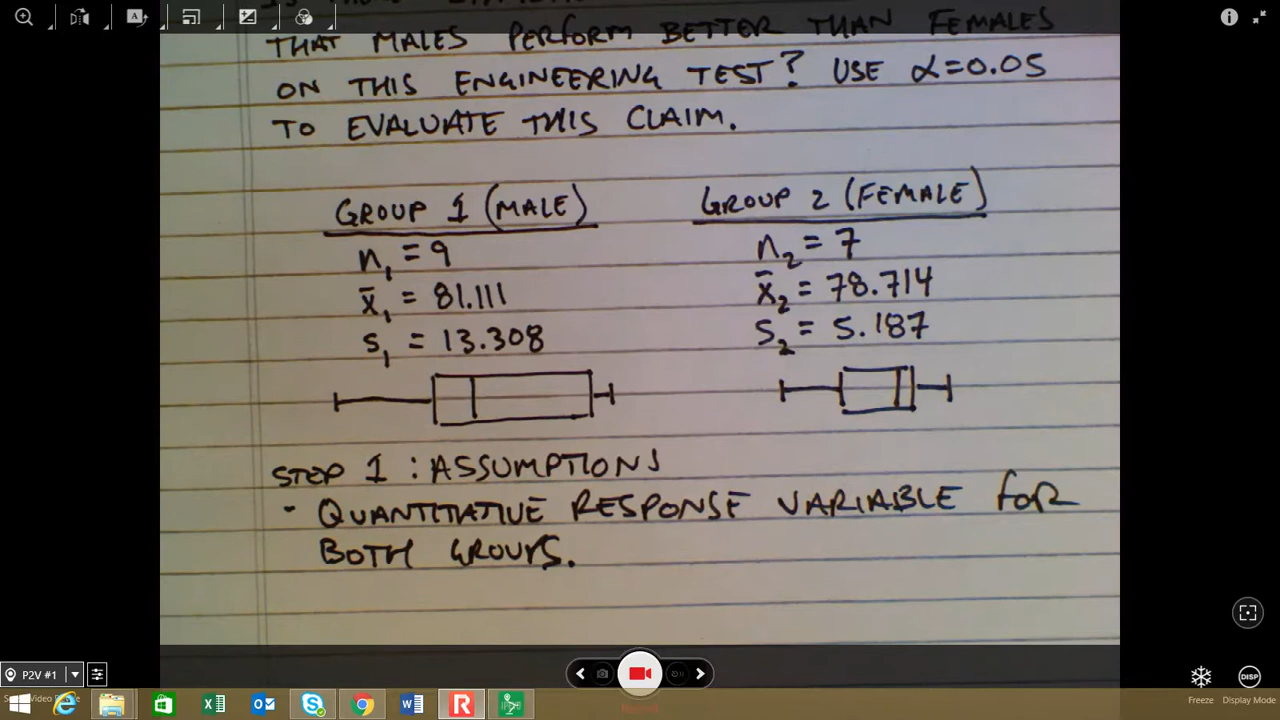 THAT MALES PERFORM BETTER THAN FEMALES
ON THIS ENGINEERING TEST? USE α=0.05
TO EVALUATE THIS CLAIM.
GROUP 1 (MALE)
n₁ = 9
x̄₁ = 81.111
s₁ = 13.308
GROUP 2 (FEMALE)
n₂ = 7
x̄₂ = 78.714
s₂ = 5.187
STEP 1 : ASSUMPTIONS
· QUANTITATIVE RESPONSE VARIABLE FOR
BOTH GROUPS.
P2V #1
Freeze
DISP
Display Mode